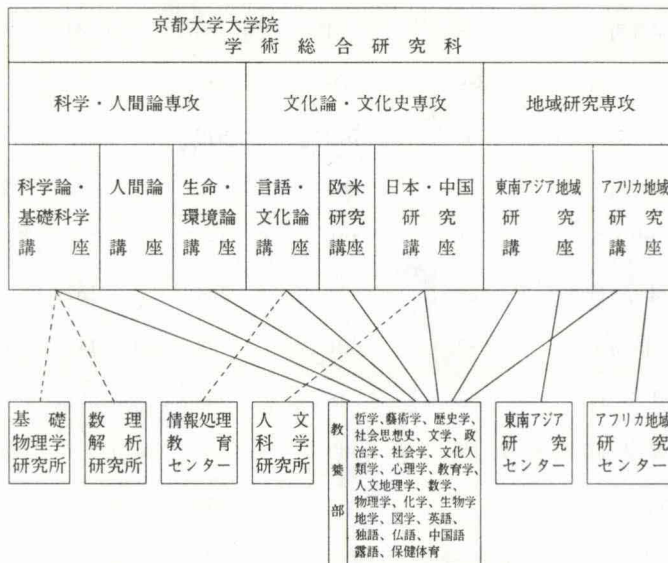 京都大学大学院
学術総合研究科
科学・人間論専攻
文化論・文化史専攻
地域研究専攻
科学論・
基礎科学
講座
人間論
講座
生命・
環境論
講座
言語・
文化論
講座
欧米
研究
講座
日本・中国
研究
講座
東南アジア地域
研究
講座
アフリカ地域
研究
講座
基礎
物理学
研究所
数理
解析
研究所
情報処理
教育
センター
人文
科学
研究所
教養部
哲学、藝術学、歴史学、
社会思想史、文学、政
治学、社会学、文化人
類学、心理学、教育学、
人文地理学、数学、
物理学、化学、生物学
地学、図学、英語、
独語、仏語、中国語
露語、保健体育
東南アジア
研究
センター
アフリカ地域
研究
センター